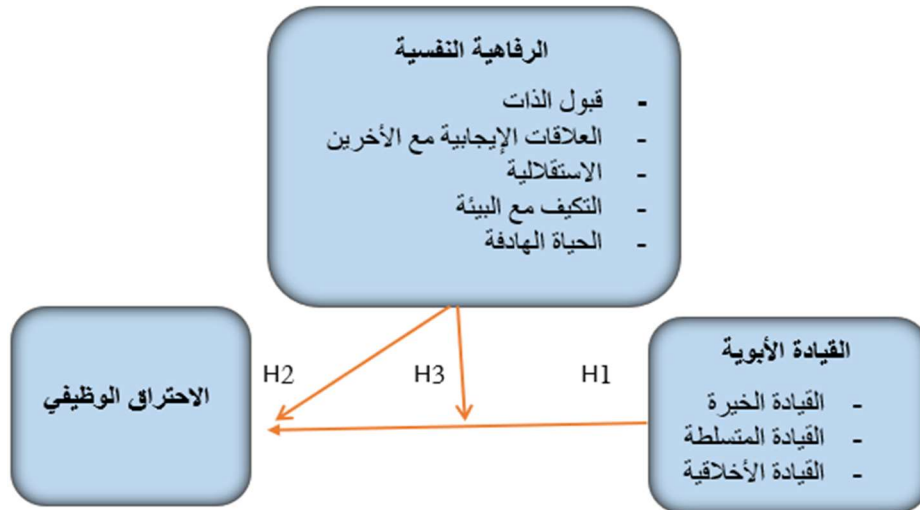 الرفاهية النفسية
- قبول الذات
- العلاقات الإيجابية مع الأخرين
- الاستقلالية
- التكيف مع البيئة
- الحياة الهادفة
القيادة الأبوية
- القيادة الخيرة
- القيادة المتسلطة
- القيادة الأخلاقية
H1
H3
H2
الاحتراق الوظيفي